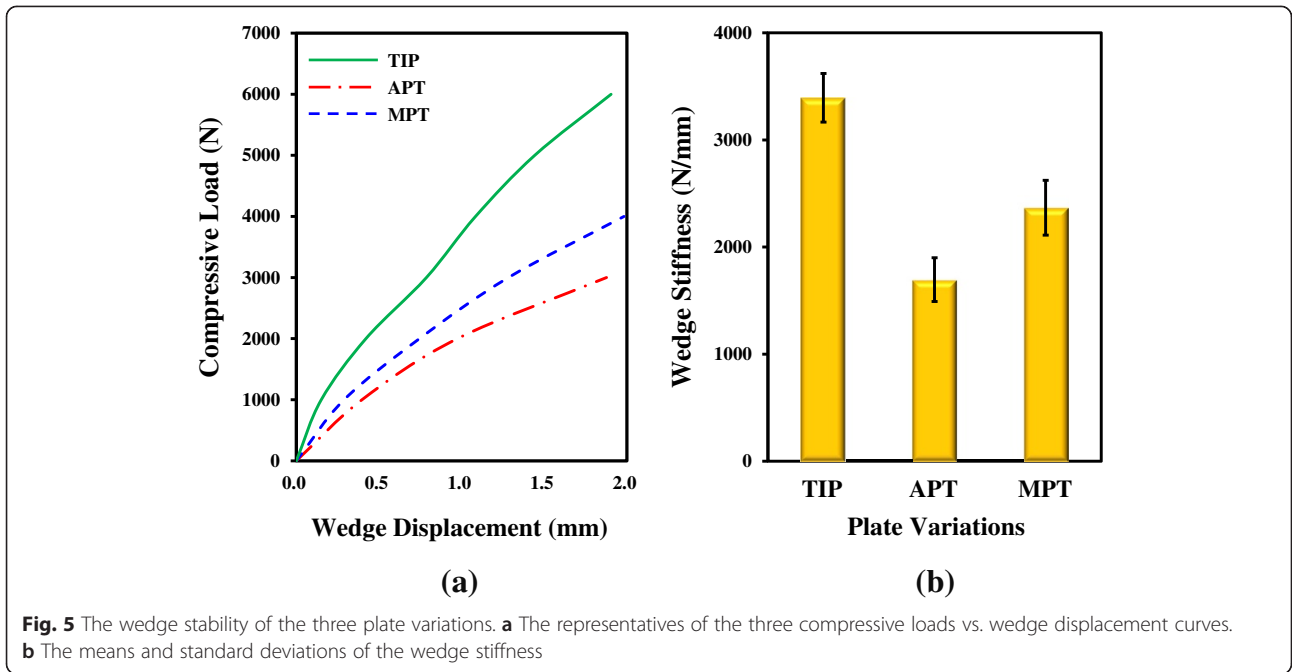 7000
6000
5000
4000
3000
2000
1000
0
Compressive Load (N)
TIP
APT
MPT
0.0 0.5 1.0 1.5 2.0
Wedge Displacement (mm)
(a)
4000
3000
2000
1000
0
Wedge Stiffness (N/mm)
TIP APT MPT
Plate Variations
(b)
Fig. 5 The wedge stability of the three plate variations. a The representatives of the three compressive loads vs. wedge displacement curves.
b The means and standard deviations of the wedge stiffness